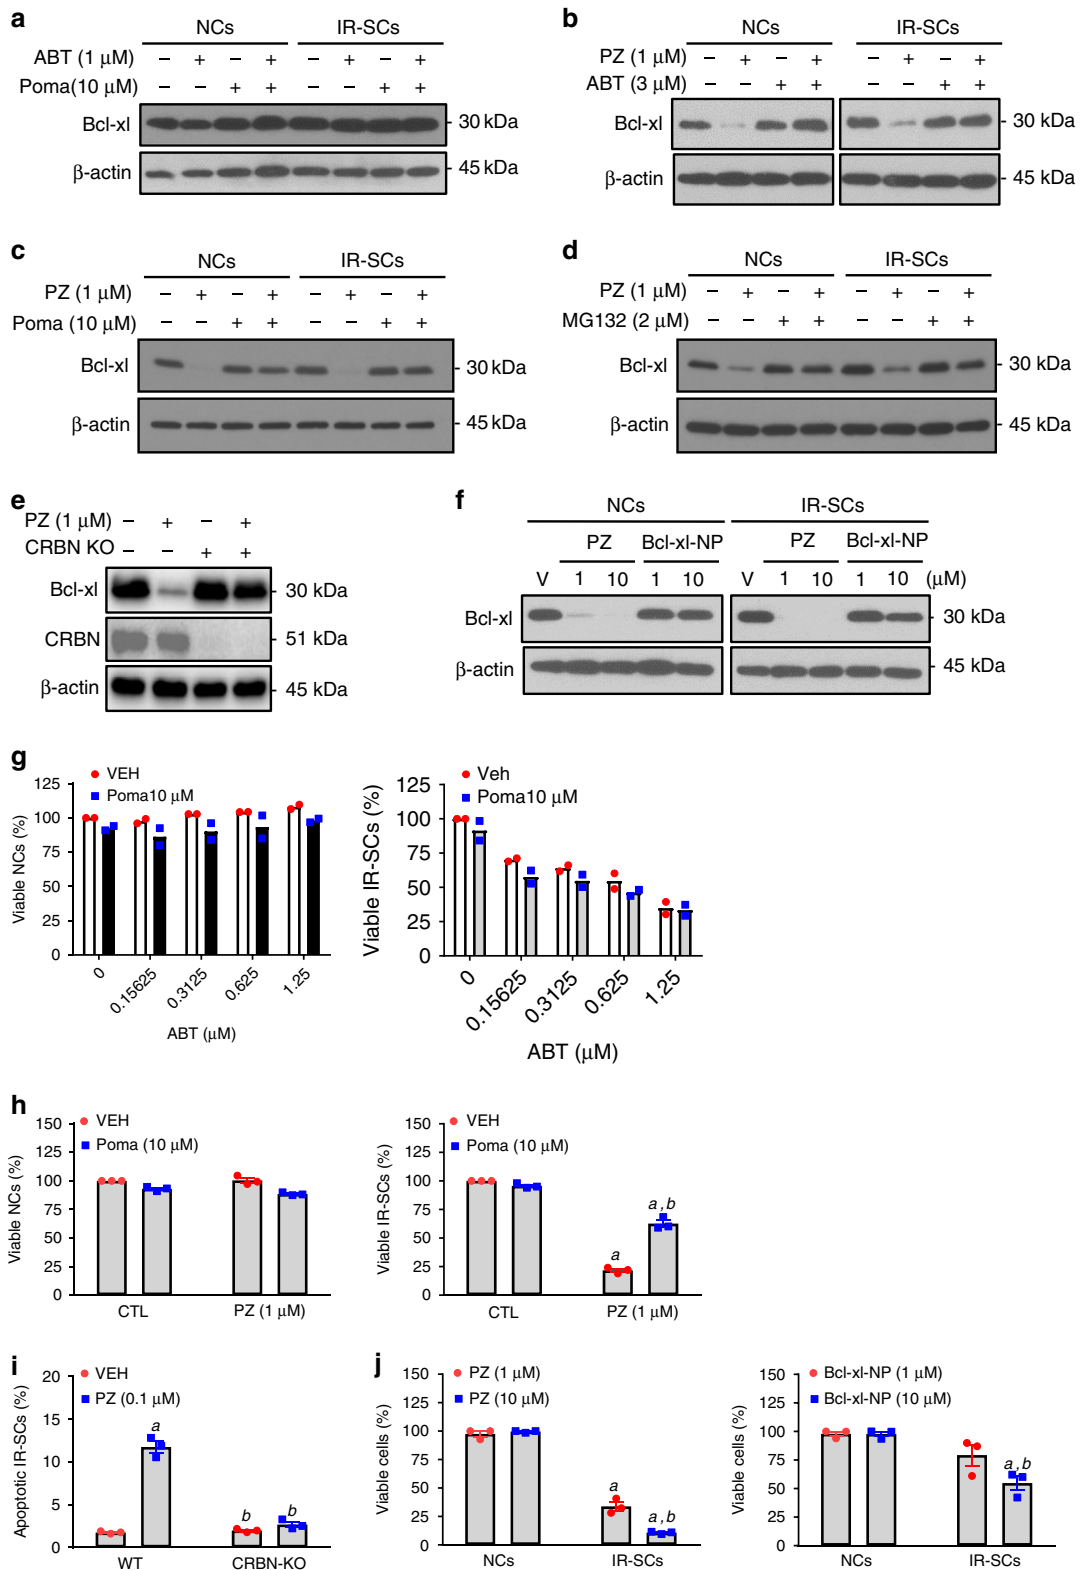 a
NCs IR-SCs
ABT (1 μM) – + – + – + – +
Poma(10 μM) – – + + – – + +
Bcl-xl 30 kDa
β-actin 45 kDa
b
NCs IR-SCs
PZ (1 μM) – + – + – + – +
ABT (3 μM) – – + + – – + +
Bcl-xl 30 kDa
β-actin 45 kDa
c
NCs IR-SCs
PZ (1 μM) – + – + – + – +
Poma (10 μM) – – + + – – + +
Bcl-xl 30 kDa
β-actin 45 kDa
d
NCs IR-SCs
PZ (1 μM) – + – + – + – +
MG132 (2 μM) – – + + – – + +
Bcl-xl 30 kDa
β-actin 45 kDa
e
PZ (1 μM) – + – +
CRBN KO – – + +
Bcl-xl 30 kDa
CRBN 51 kDa
β-actin 45 kDa
f
NCs IR-SCs
PZ Bcl-xl-NP PZ Bcl-xl-NP
V 1 10 1 10 V 1 10 1 10 (μM)
Bcl-xl 30 kDa
β-actin 45 kDa
g
VEH
Poma10 μM
Viable NCs (%)
125
100
75
50
25
0
0 0.15625 0.3125 0.625 1.25
ABT (μM)
Veh
Poma10 μM
Viable IR-SCs (%)
125
100
75
50
25
0
0 0.15625 0.3125 0.625 1.25
ABT (μM)
h
VEH
Poma (10 μM)
Viable NCs (%)
150
125
100
75
50
25
0
CTL PZ (1 μM)
VEH
Poma (10 μM)
Viable IR-SCs (%)
150
125
100
75
50
25
0
a a,b
CTL PZ (1 μM)
i
VEH
PZ (0.1 μM)
Apoptotic IR-SCs (%)
20
15
10
5
0
a b b
WT CRBN-KO
j
PZ (1 μM)
PZ (10 μM)
Viable cells (%)
150
125
100
75
50
25
0
a a,b
NCs IR-SCs
Bcl-xl-NP (1 μM)
Bcl-xl-NP (10 μM)
Viable cells (%)
150
125
100
75
50
25
0
a,b
NCs IR-SCs